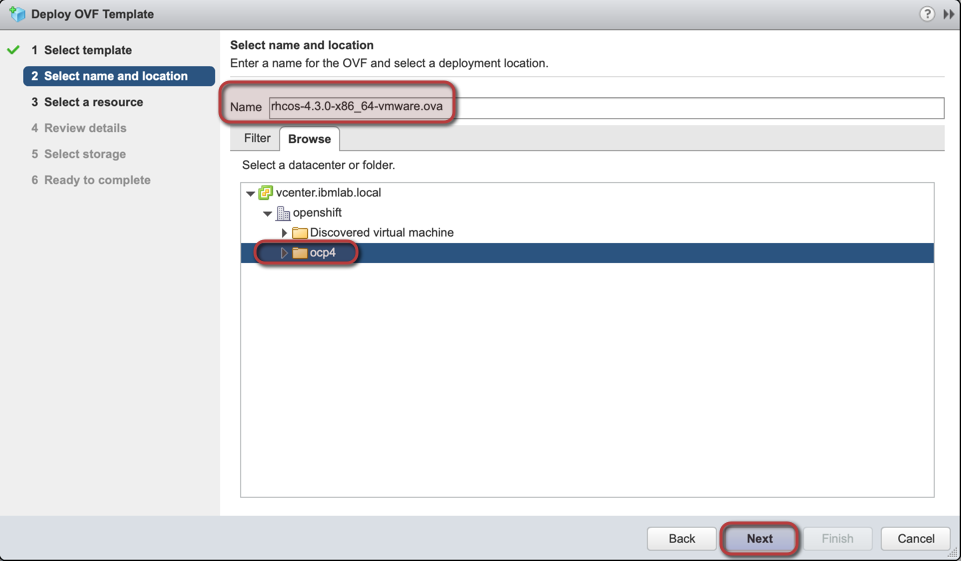 Deploy OVF Template
?
1 Select template
2 Select name and location
3 Select a resource
4 Review details
5 Select storage
6 Ready to complete
Select name and location
Enter a name for the OVF and select a deployment location.
Name rhcos-4.3.0-x86_64-vmware.ova
Filter Browse
Select a datacenter or folder.
vcenter.ibmlab.local
openshift
Discovered virtual machine
ocp4
Back Next Finish Cancel